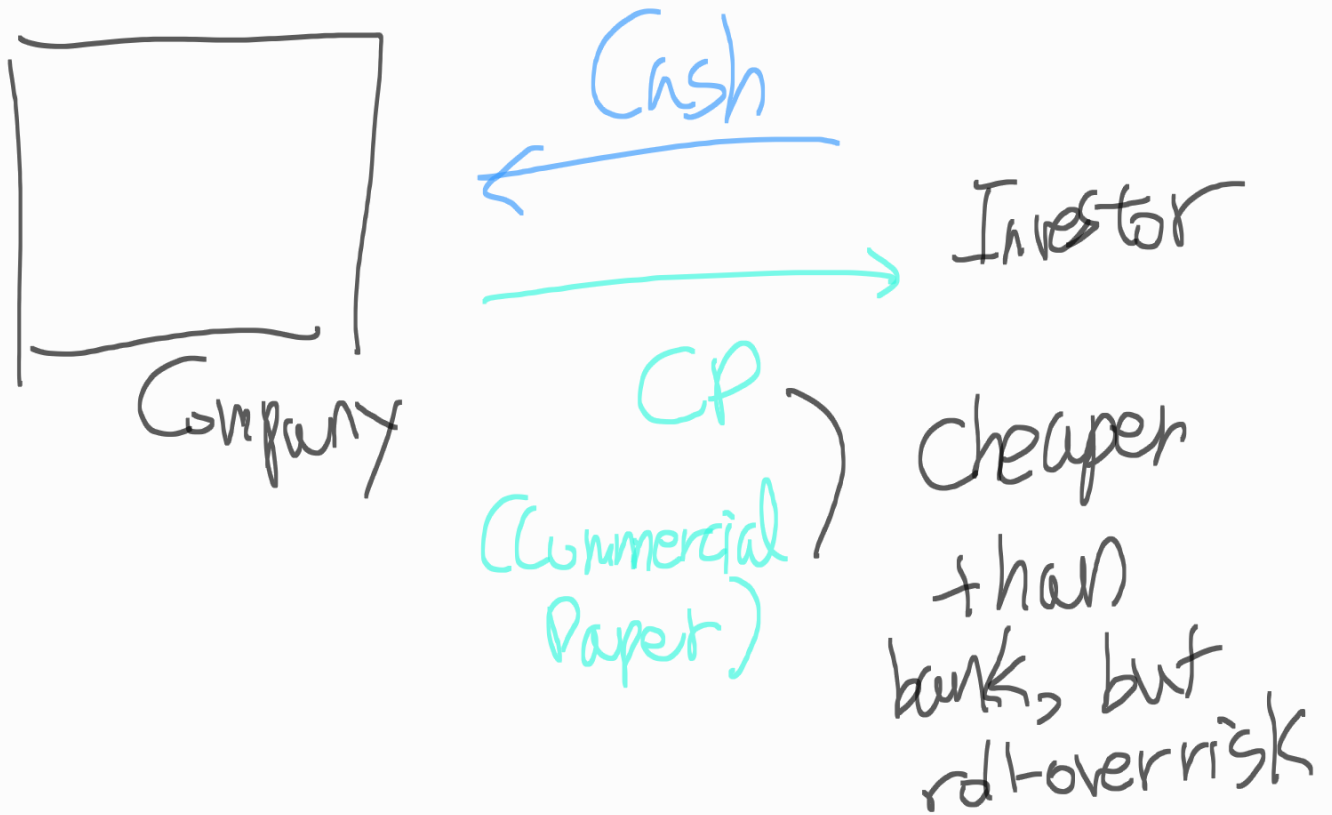 Cash
Investor
Company
CP
(Commercial
Paper)
Cheaper
than
bank, but
roll-over risk